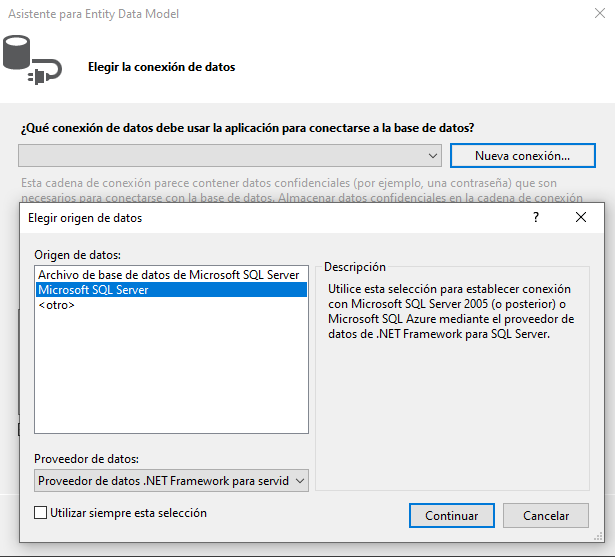 Asistente para Entity Data Model
Elegir la conexión de datos
¿Qué conexión de datos debe usar la aplicación para conectarse a la base de datos?
Nueva conexión...
Esta cadena de conexión parece contener datos confidenciales (por ejemplo, una contraseña) que son
necesarios para conectarse con la base de datos. Almacenar datos confidenciales en la cadena de conexión
Elegir origen de datos
?
Origen de datos:
Archivo de base de datos de Microsoft SQL Server
Microsoft SQL Server
<otro>
Descripción
Utilice esta selección para establecer conexión
con Microsoft SQL Server 2005 (o posterior) o
Microsoft SQL Azure mediante el proveedor de
datos de .NET Framework para SQL Server.
Proveedor de datos:
Proveedor de datos .NET Framework para servid
Utilizar siempre esta selección
Continuar
Cancelar